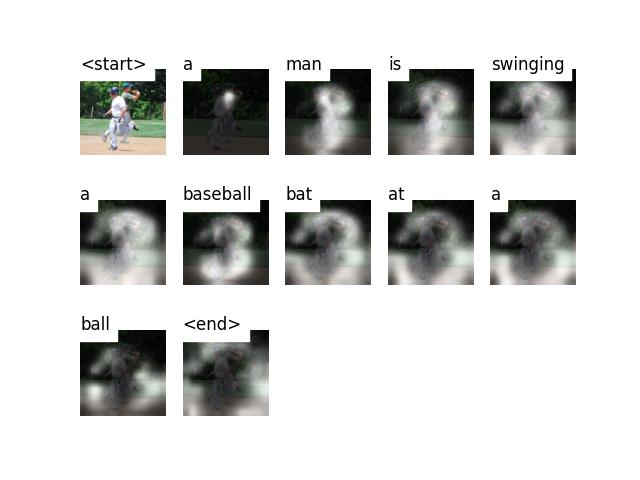 <start> a man is swinging
a baseball bat at a
ball <end>